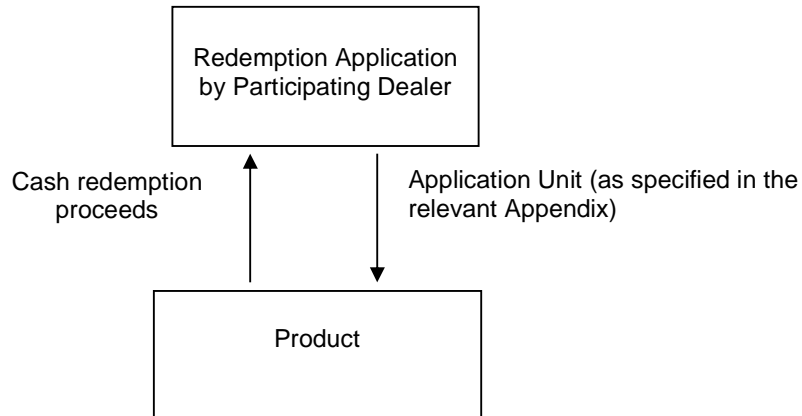 Redemption Application
by Participating Dealer
Cash redemption
proceeds
Application Unit (as specified in the
relevant Appendix)
Product